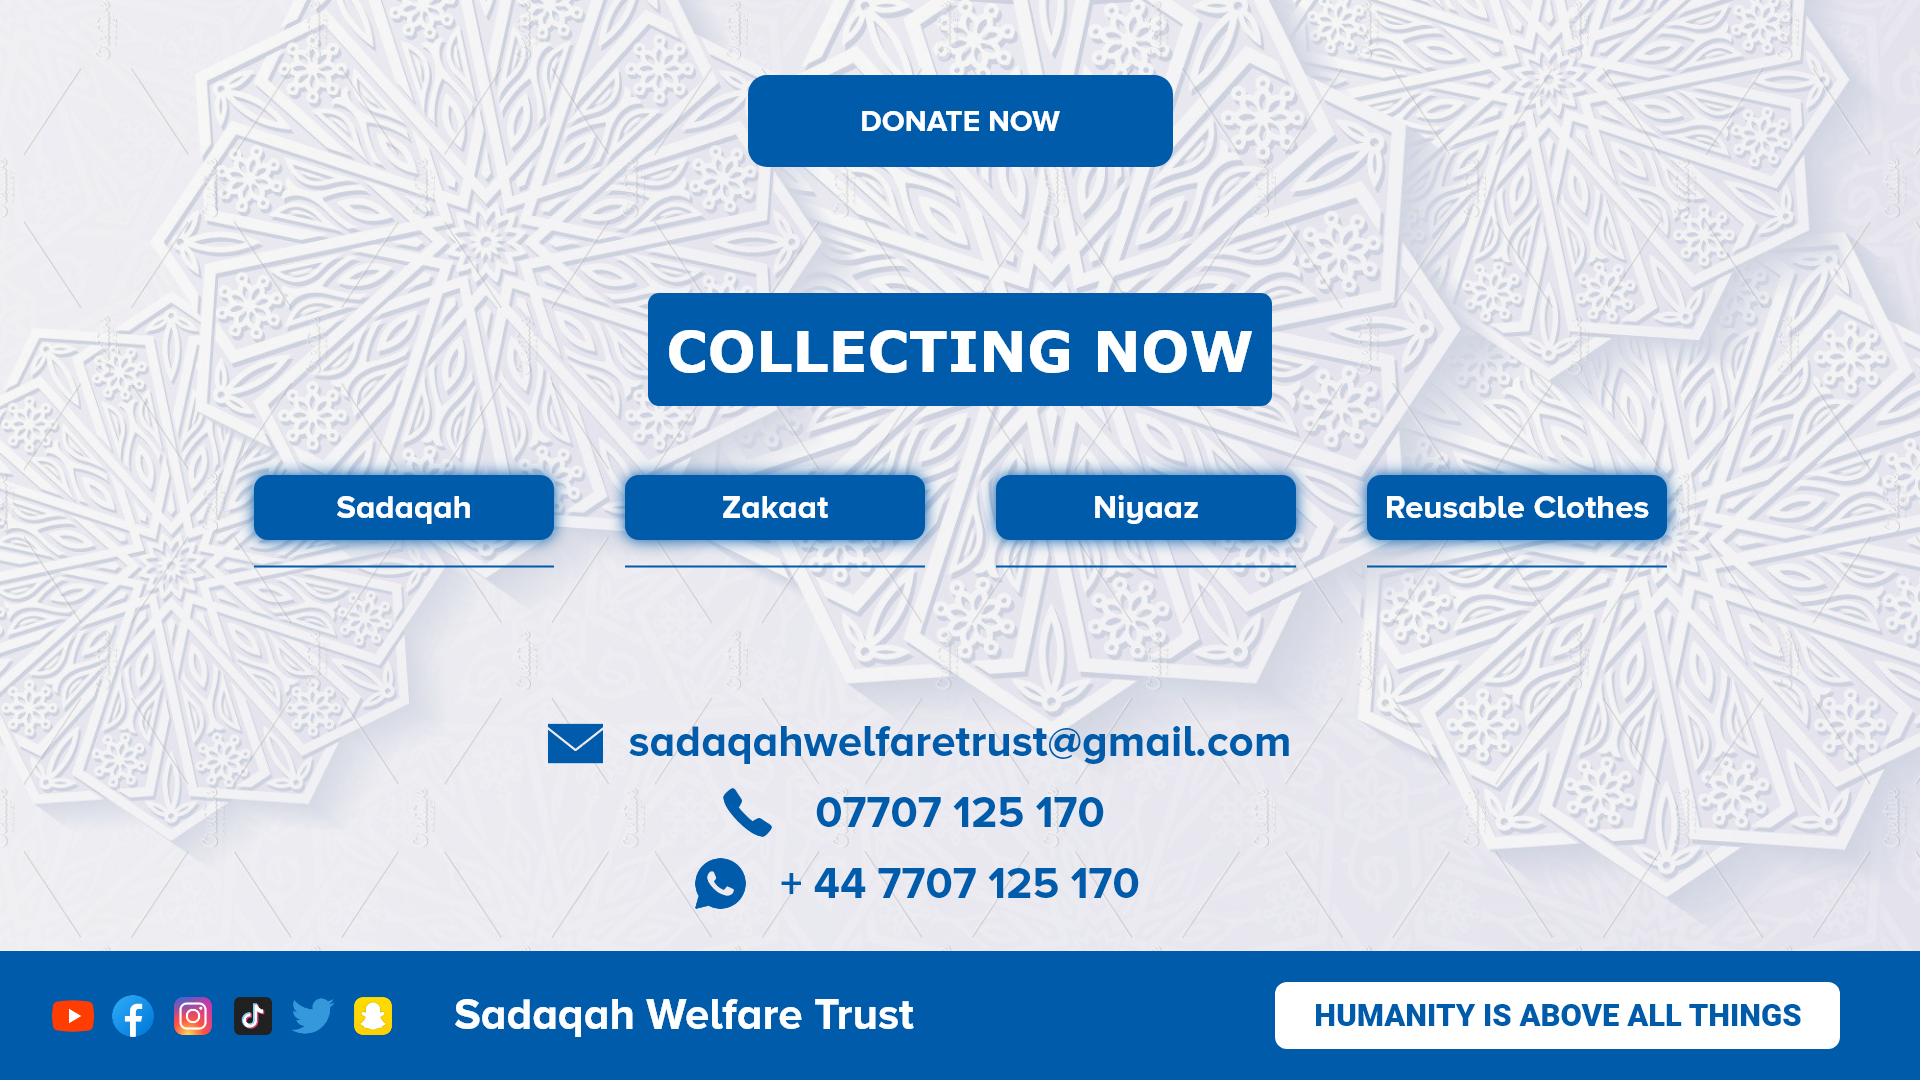 DONATE NOW
COLLECTING NOW
Sadaqah
Zakaat
Niyaaz
Reusable Clothes
sadaqahwelfaretrust@gmail.com
07707 125 170
+ 44 7707 125 170
Sadaqah Welfare Trust
HUMANITY IS ABOVE ALL THINGS